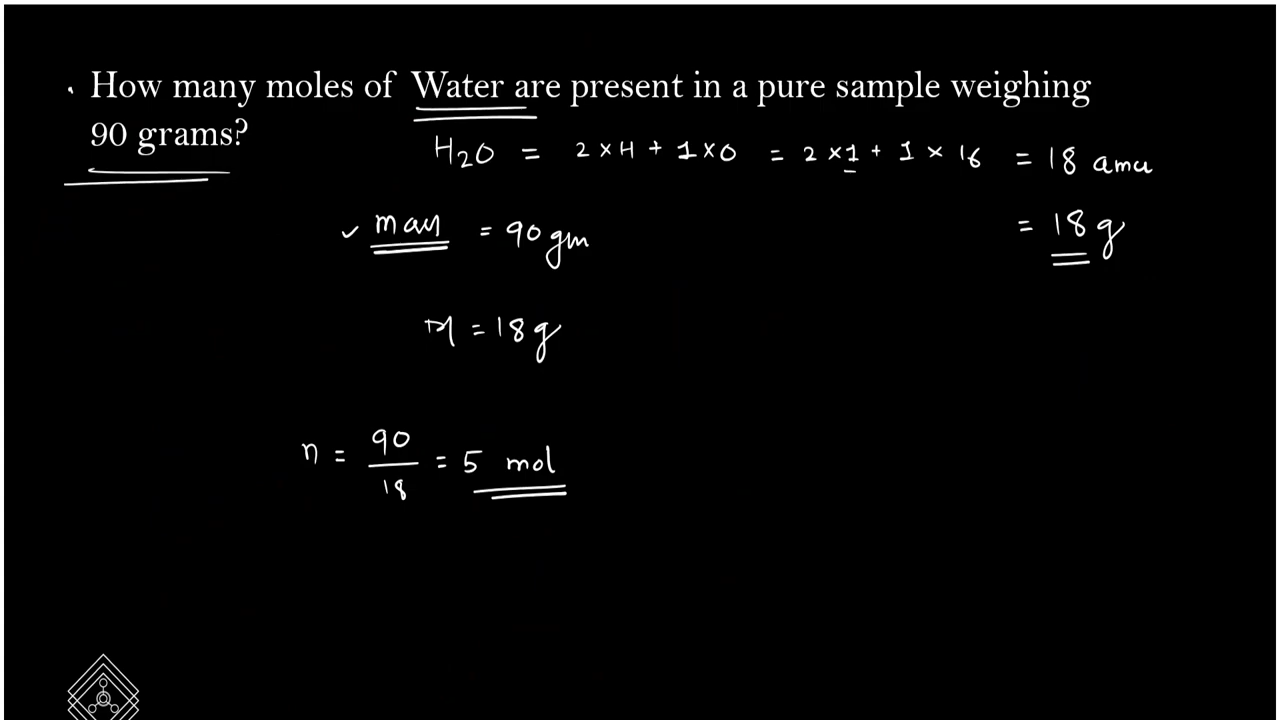 How many moles of Water are present in a pure sample weighing
90 grams?
H₂O = 2 × H + 1 × O = 2 × 1 + 1 × 16 = 18 amu
= 18 g
✓ mass = 90 gm
M = 18 g
n = 90/18 = 5 mol